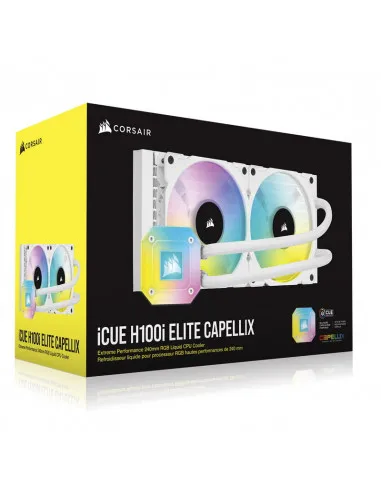 CORSAIR
iCUE H100i ELITE CAPELLIX
Extreme Performance 240mm RGB Liquid CPU Cooler
Refroidisseur liquide pour processeur RGB hautes performances de 240 mm
iCUE
CAPELLIX
iCUE H100i ELITE CAPELLIX